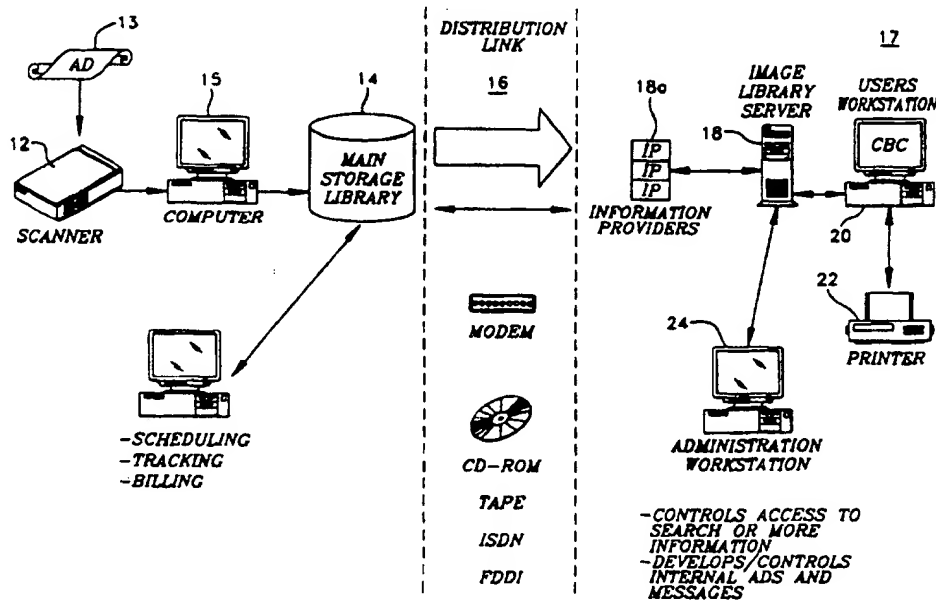 13
AD
12
SCANNER
15
COMPUTER
14
MAIN
STORAGE
LIBRARY
-SCHEDULING
-TRACKING
-BILLING
DISTRIBUTION
LINK
16
MODEM
CD-ROM
TAPE
ISDN
FDDI
17
18a
IP
IP
IP
INFORMATION
PROVIDERS
IMAGE
LIBRARY
SERVER
18
USERS
WORKSTATION
CBC
20
22
PRINTER
24
ADMINISTRATION
WORKSTATION
-CONTROLS ACCESS TO
SEARCH OR MORE
INFORMATION
-DEVELOPS/CONTROLS
INTERNAL ADS AND
MESSAGES